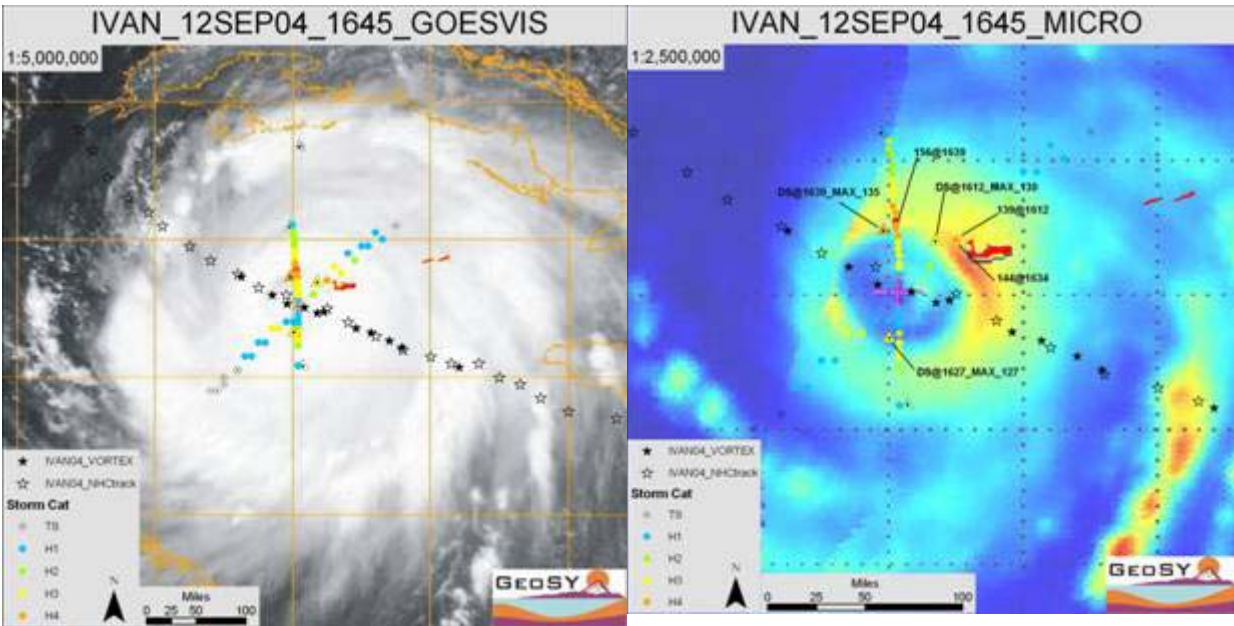 IVAN_12SEP04_1645_GOESVIS
1:5,000,000
IVAN04_VORTEX
IVAN04_NHCtrack
Storm Cat
TS
H1
H2
H3
H4
N
Miles
0 25 50 100
GEOSY
IVAN_12SEP04_1645_MICRO
1:2,500,000
156@1639
DS@1639_MAX_135
DS@1612_MAX_130
139@1612
144@1634
DS@1627_MAX_127
IVAN04_VORTEX
IVAN04_NHCtrack
Storm Cat
TS
H1
H2
H3
H4
N
Miles
0 25 50 100
GEOSY